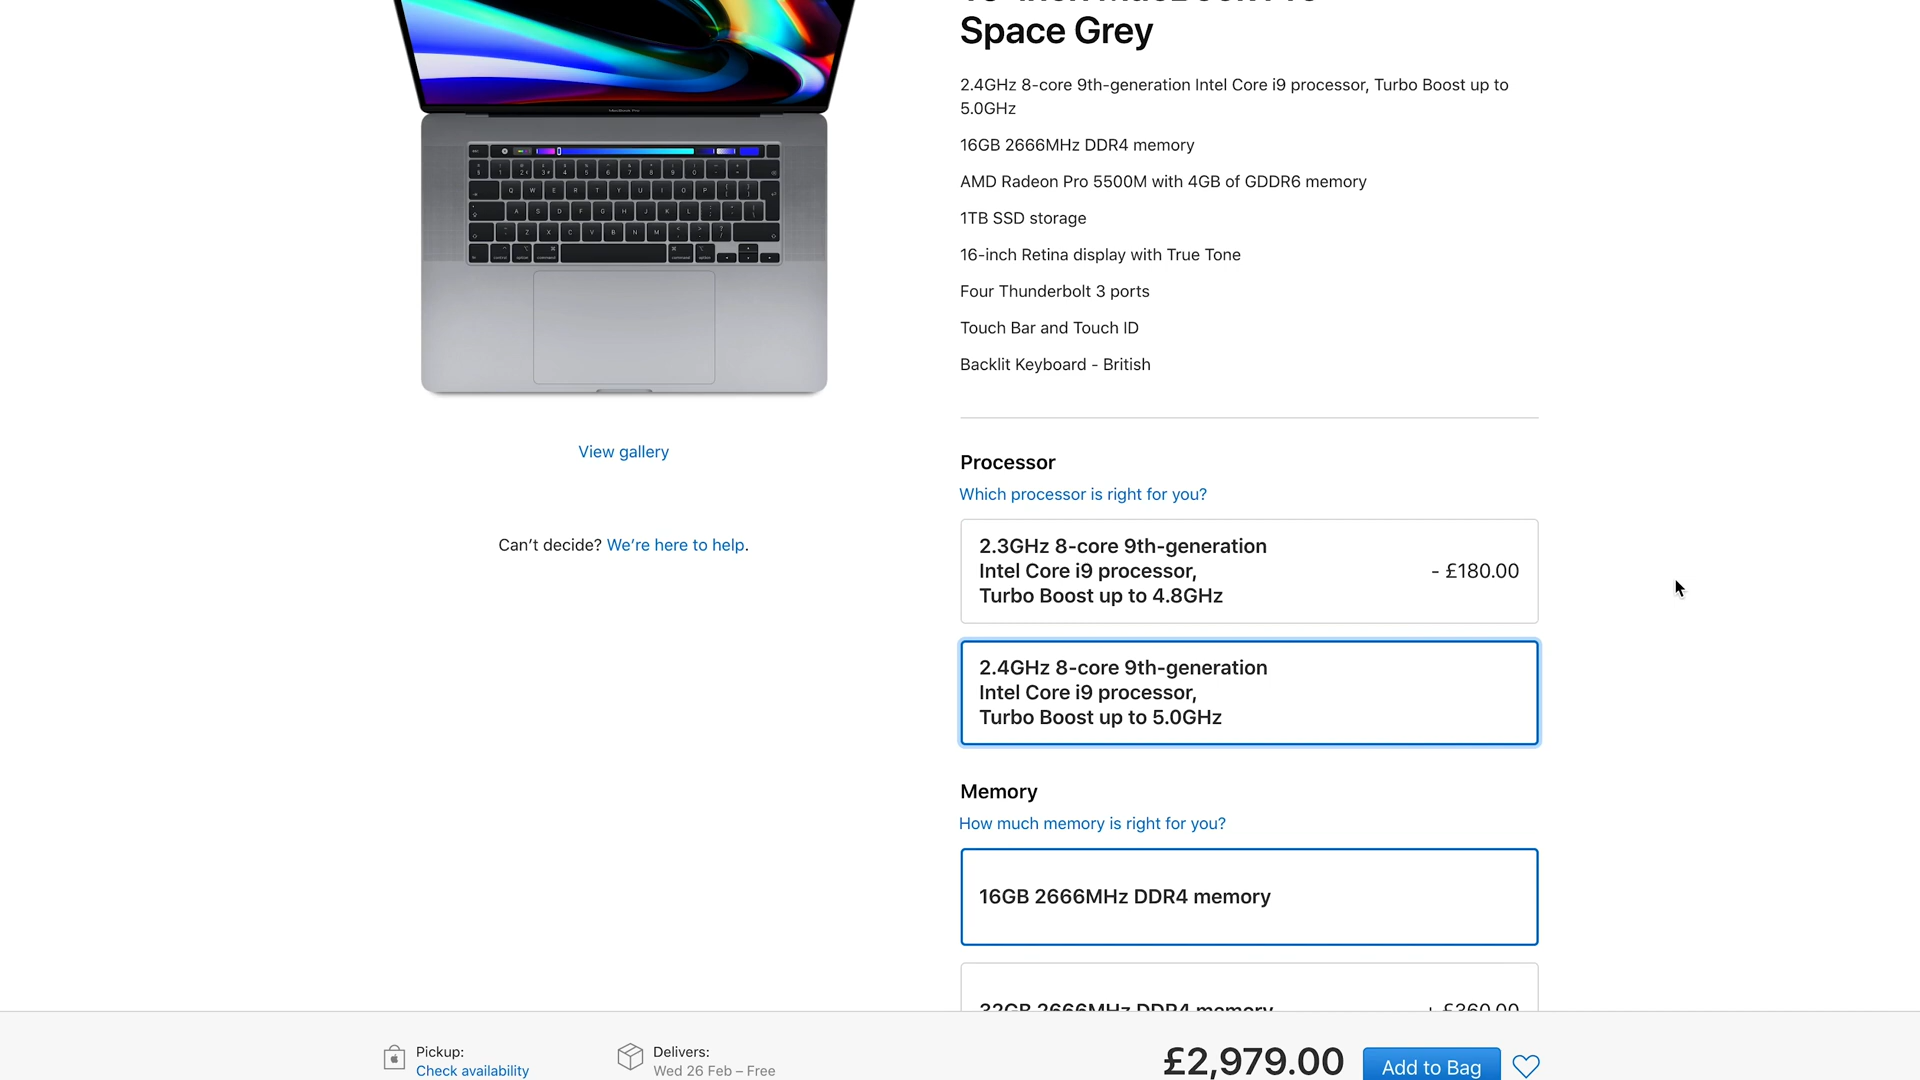 Space Grey
2.4GHz 8-core 9th-generation Intel Core i9 processor, Turbo Boost up to
5.0GHz
16GB 2666MHz DDR4 memory
AMD Radeon Pro 5500M with 4GB of GDDR6 memory
1TB SSD storage
16-inch Retina display with True Tone
Four Thunderbolt 3 ports
Touch Bar and Touch ID
Backlit Keyboard - British
View gallery
Can’t decide? We’re here to help.
Processor
Which processor is right for you?
2.3GHz 8-core 9th-generation
Intel Core i9 processor,
Turbo Boost up to 4.8GHz
- £180.00
2.4GHz 8-core 9th-generation
Intel Core i9 processor,
Turbo Boost up to 5.0GHz
Memory
How much memory is right for you?
16GB 2666MHz DDR4 memory
32GB 2666MHz DDR4 memory
+ £360.00
Pickup:
Check availability
Delivers:
Wed 26 Feb – Free
£2,979.00
Add to Bag